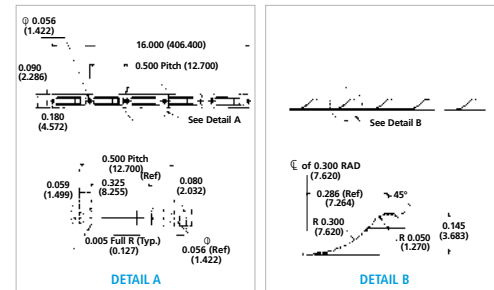 ⌀ 0.056
(1.422)
16.000 (406.400)
0.090
(2.286)
0.500 Pitch (12.700)
0.180
(4.572)
See Detail A
0.500 Pitch
(12.700)
(Ref)
0.059
(1.499)
0.325
(8.255)
0.080
(2.032)
0.005 Full R (Typ.)
(0.127)
⌀
0.056 (Ref)
(1.422)
DETAIL A
See Detail B
℄ of 0.300 RAD
(7.620)
0.286 (Ref)
(7.264)
45°
R 0.300
(7.620)
0.145
(3.683)
R 0.050
(1.270)
DETAIL B